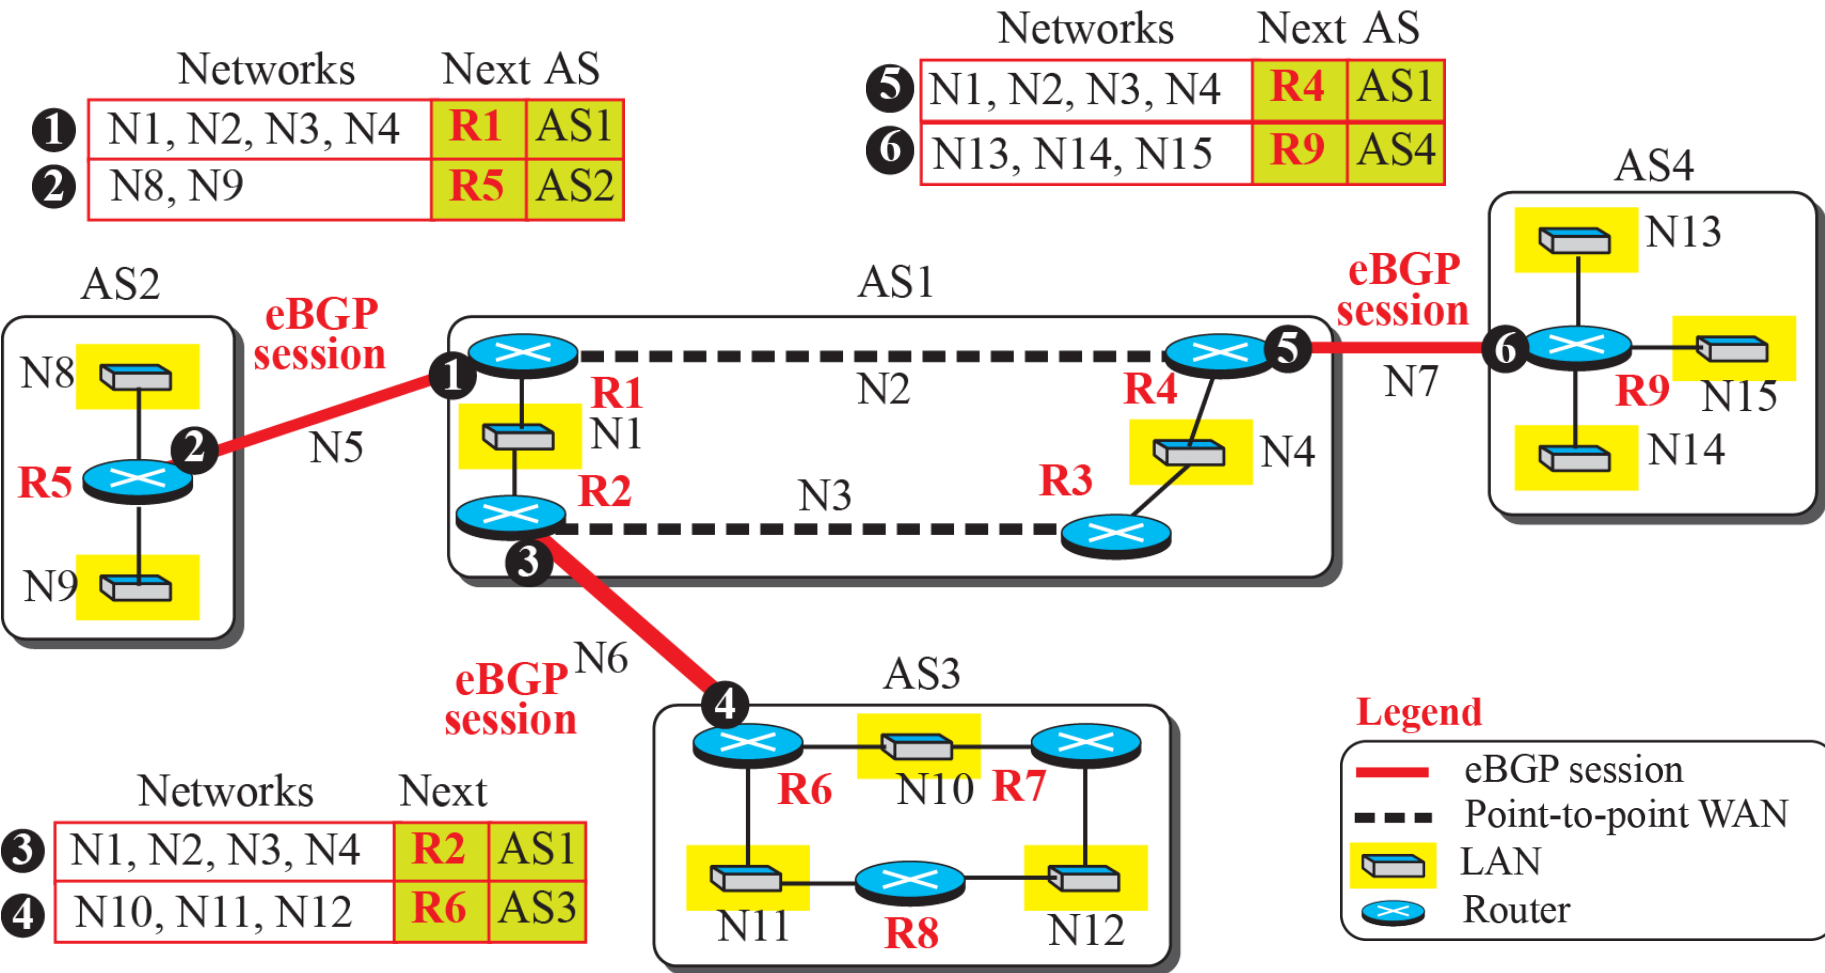 Networks Next AS
1 N1, N2, N3, N4 R1 AS1
2 N8, N9 R5 AS2
Networks Next AS
5 N1, N2, N3, N4 R4 AS1
6 N13, N14, N15 R9 AS4
AS2
N8
R5
N9
2
eBGP
session
N5
AS1
1
R1
N1
R2
3
N2
N3
R4
5
N4
R3
eBGP
session
N7
AS4
N13
6
R9
N15
N14
eBGP
session
N6
AS3
4
R6
N10
R7
N11
R8
N12
Networks Next
3 N1, N2, N3, N4 R2 AS1
4 N10, N11, N12 R6 AS3
Legend
eBGP session
Point-to-point WAN
LAN
Router